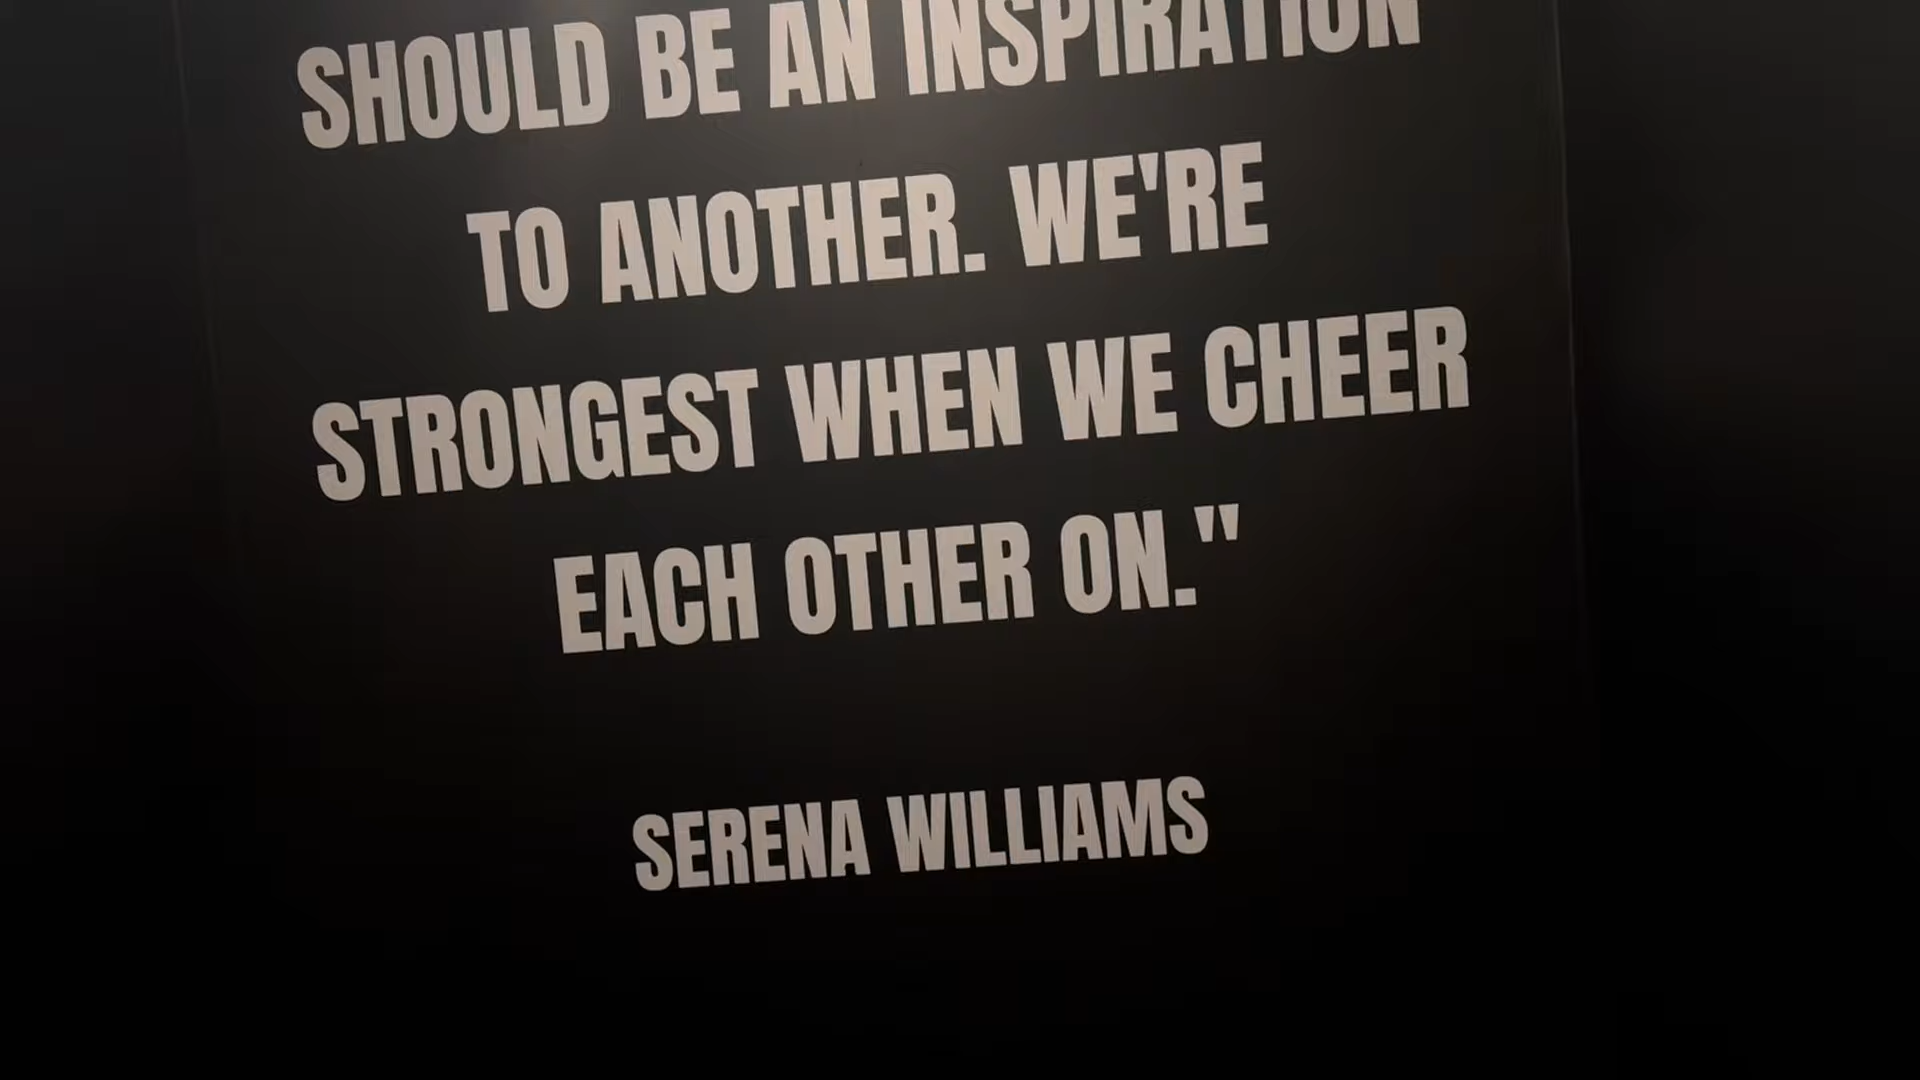 SHOULD BE AN INSPIRATION
TO ANOTHER. WE'RE
STRONGEST WHEN WE CHEER
EACH OTHER ON."
SERENA WILLIAMS